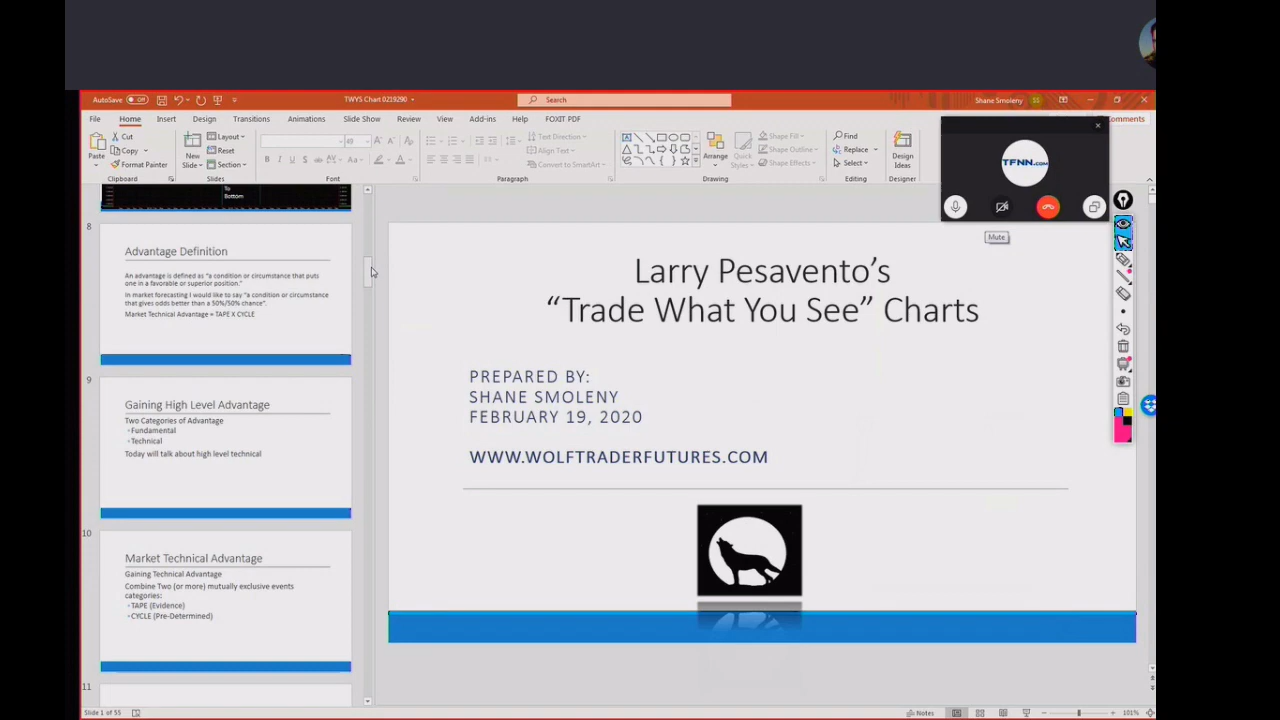 AutoSave Off
TWYS Chart 0219290
Search
Shane Smoleny SS
File Home Insert Design Transitions Animations Slide Show Review View Add-ins Help FOXIT PDF
Comments
Paste
Cut
Copy
Format Painter
Clipboard
New
Slide
Layout
Reset
Section
Slides
Font
Text Direction
Align Text
Convert to SmartArt
Paragraph
Drawing
Arrange
Quick
Styles
Shape Fill
Shape Outline
Shape Effects
Find
Replace
Select
Editing
Design
Ideas
Designer
TFNN.COM
Mute
To
Bottom
8
Advantage Definition
An advantage is defined as “a condition or circumstance that puts
one in a favorable or superior position.”
In market forecasting I would like to say “a condition or circumstance
that gives odds better than a 50%/50% chance”.
Market Technical Advantage = TAPE X CYCLE
9
Gaining High Level Advantage
Two Categories of Advantage
- Fundamental
- Technical
Today will talk about high level technical
10
Market Technical Advantage
Gaining Technical Advantage
Combine Two (or more) mutually exclusive events
categories:
- TAPE (Evidence)
- CYCLE (Pre-Determined)
11
Larry Pesavento’s
“Trade What You See” Charts
PREPARED BY:
SHANE SMOLENY
FEBRUARY 19, 2020
WWW.WOLFTRADERFUTURES.COM
Slide 1 of 55
Notes
101%